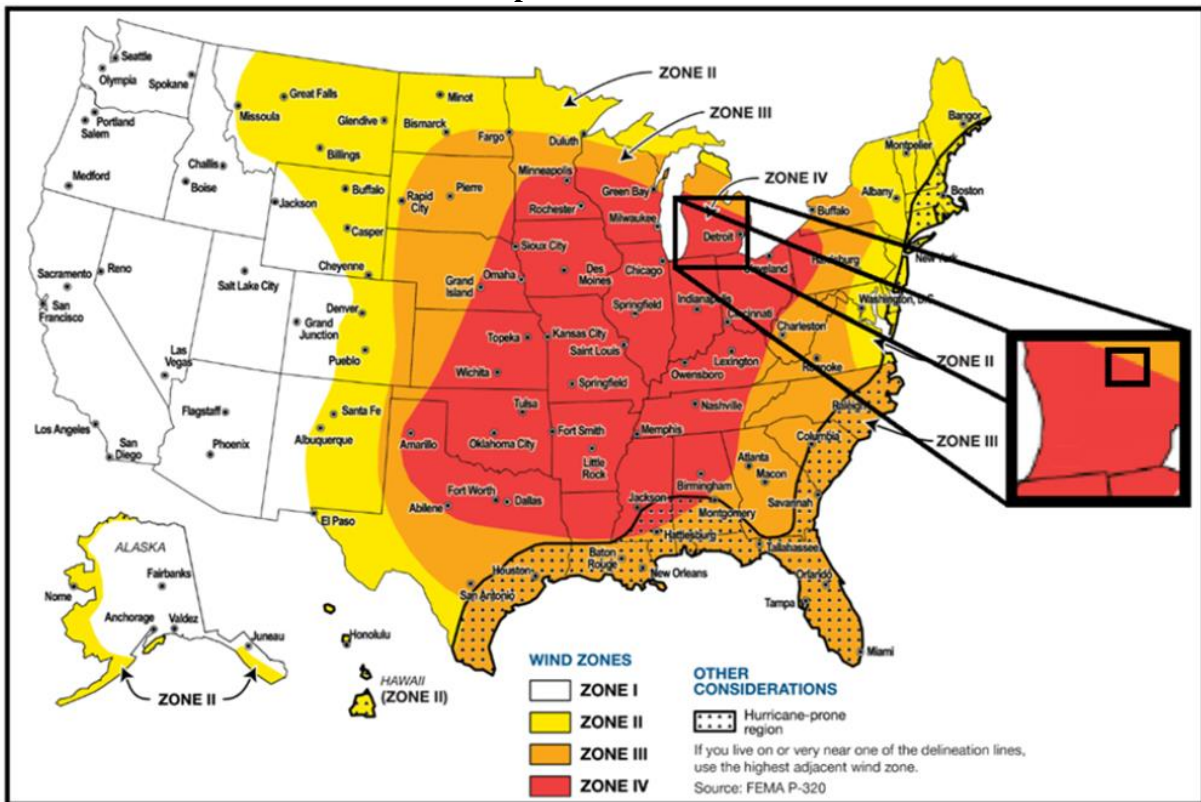 Seattle
Olympia
Spokane
Portland
Salem
Medford
Challis
Boise
Missoula
Great Falls
Glendive
Billings
Minot
Bismarck
Fargo
Duluth
ZONE II
ZONE III
ZONE IV
Bangor
Montpelier
Albany
Boston
Buffalo
Jackson
Buffalo
Casper
Cheyenne
Rapid
City
Pierre
Minneapolis
Rochester
Green Bay
Milwaukee
Detroit
Chicago
Cleveland
Harrisburg
New York
Washington, D.C.
Sacramento
Reno
San
Francisco
Salt Lake City
Las
Vegas
Los Angeles
San
Diego
Flagstaff
Phoenix
Grand
Junction
Denver
Pueblo
Santa Fe
Albuquerque
El Paso
Grand
Island
Omaha
Sioux City
Des
Moines
Springfield
Indianapolis
Cincinnati
Charleston
Roanoke
Topeka
Kansas City
Saint Louis
Lexington
Owensboro
Wichita
Springfield
Nashville
Raleigh
ZONE II
ZONE III
Tulsa
Amarillo
Oklahoma City
Fort Smith
Memphis
Little
Rock
Columbia
Atlanta
Macon
Birmingham
Savannah
Fort Worth
Dallas
Abilene
Jackson
Montgomery
Hattiesburg
Tallahassee
Baton
Rouge
New Orleans
Houston
San Antonio
Orlando
Tampa
Miami
ALASKA
Fairbanks
Nome
Anchorage
Valdez
Juneau
ZONE II
Honolulu
HAWAII
(ZONE II)
WIND ZONES
ZONE I
ZONE II
ZONE III
ZONE IV
OTHER
CONSIDERATIONS
Hurricane-prone
region
If you live on or very near one of the delineation lines,
use the highest adjacent wind zone.
Source: FEMA P-320